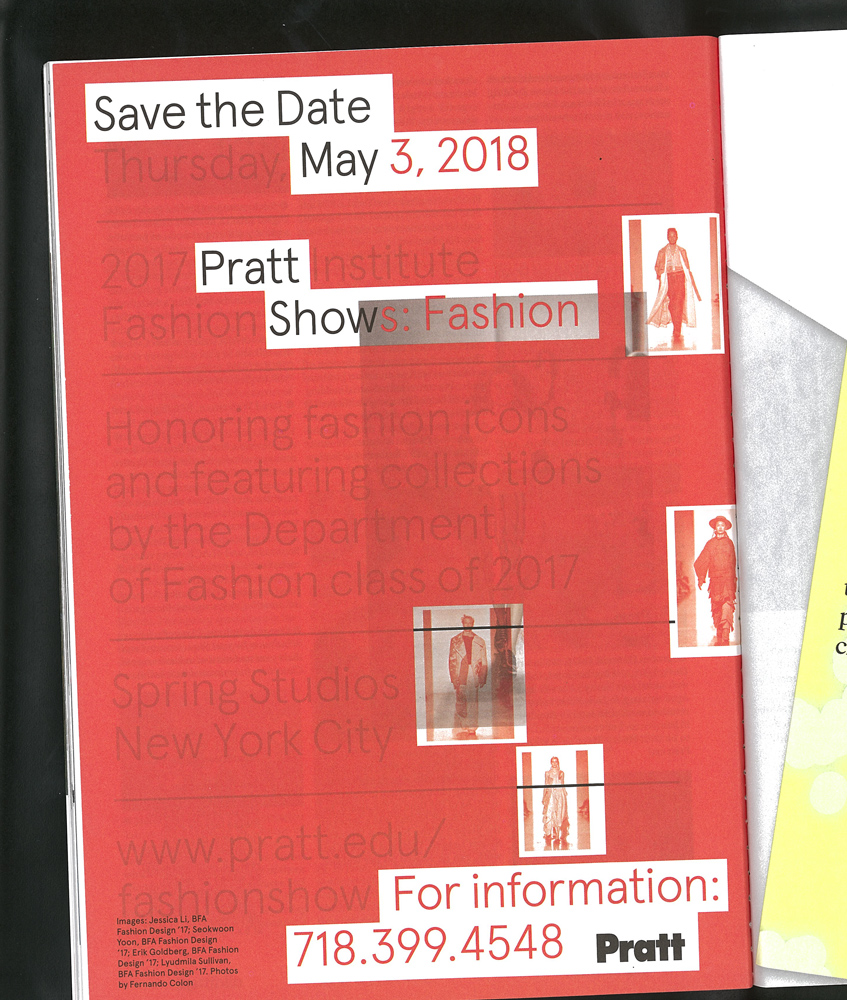 Save the Date
Thursday, May 3, 2018
2017 Pratt Institute
Fashion Shows: Fashion
Honoring fashion icons
and featuring collections
by the Department
of Fashion class of 2017
Spring Studios
New York City
www.pratt.edu/
fashionshow For information:
718.399.4548 Pratt
Images: Jessica Li, BFA
Fashion Design '17; Seokwoon
Yoon, BFA Fashion Design
'17; Erik Goldberg, BFA Fashion
Design '17; Lyudmila Sullivan,
BFA Fashion Design '17. Photos
by Fernando Colon